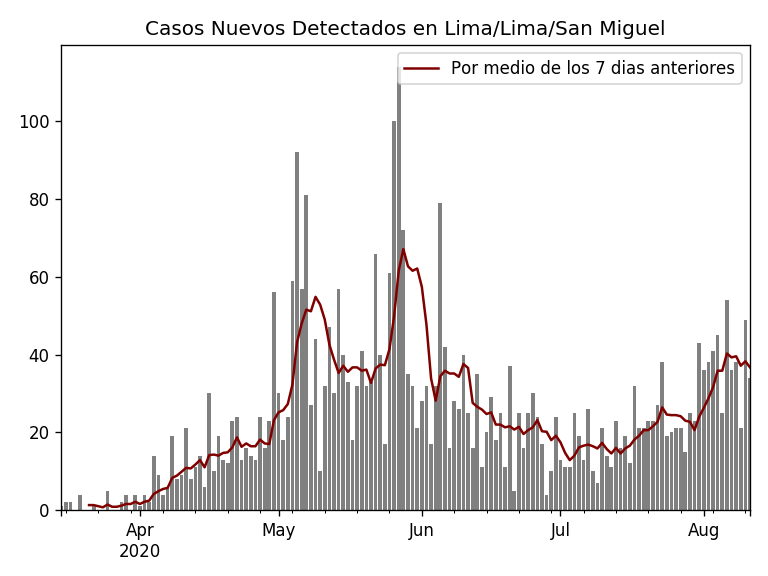 Casos Nuevos Detectados en Lima/Lima/San Miguel
Por medio de los 7 dias anteriores
100
80
60
40
20
0
Apr
2020
May
Jun
Jul
Aug